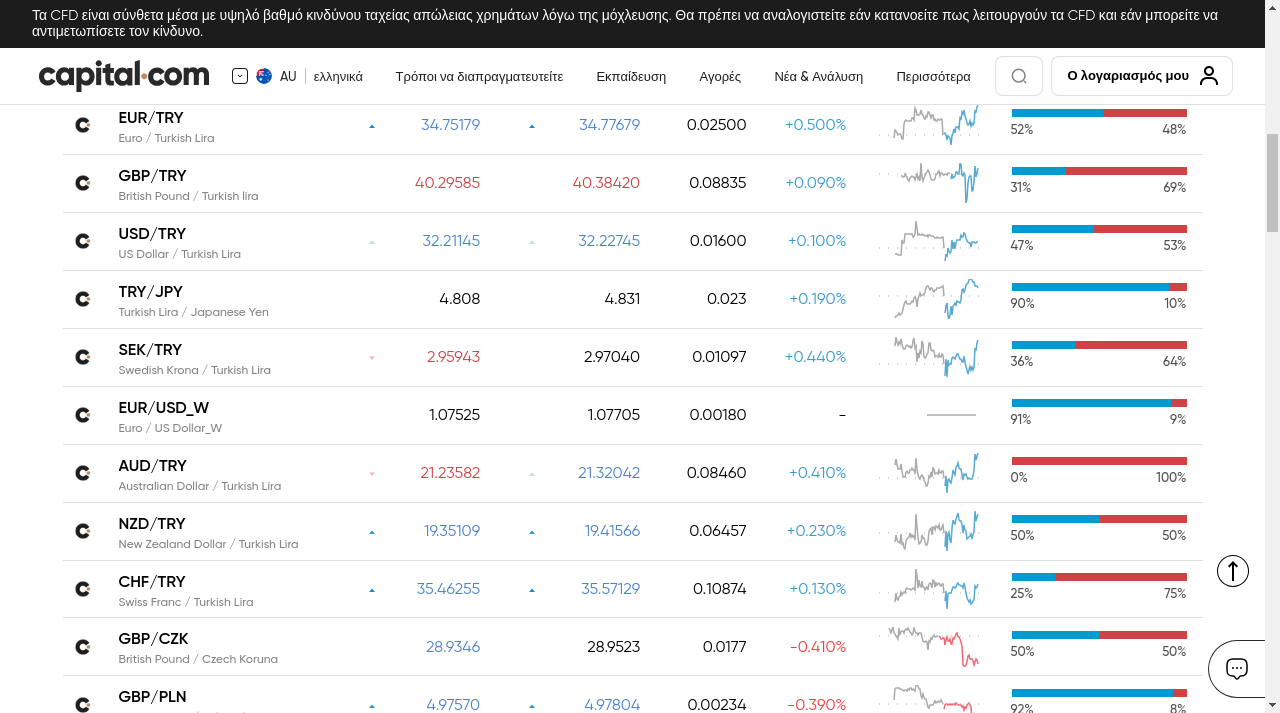 Τα CFD είναι σύνθετα μέσα με υψηλό βαθμό κινδύνου ταχείας απώλειας χρημάτων λόγω της μόχλευσης. Θα πρέπει να αναλογιστείτε εάν κατανοείτε πως λειτουργούν τα CFD και εάν μπορείτε να
αντιμετωπίσετε τον κίνδυνο.
capital.com AU ελληνικά Τρόποι να διαπραγματευτείτε Εκπαίδευση Αγορές Νέα & Ανάλυση Περισσότερα Ο λογαριασμός μου
EUR/TRY 34.75179 34.77679 0.02500 +0.500%
Euro / Turkish Lira 52% 48%
GBP/TRY 40.29585 40.38420 0.08835 +0.090%
British Pound / Turkish lira 31% 69%
USD/TRY 32.21145 32.22745 0.01600 +0.100%
US Dollar / Turkish Lira 47% 53%
TRY/JPY 4.808 4.831 0.023 +0.190%
Turkish Lira / Japanese Yen 90% 10%
SEK/TRY 2.95943 2.97040 0.01097 +0.440%
Swedish Krona / Turkish Lira 36% 64%
EUR/USD_W 1.07525 1.07705 0.00180 -
Euro / US Dollar_W 91% 9%
AUD/TRY 21.23582 21.32042 0.08460 +0.410%
Australian Dollar / Turkish Lira 0% 100%
NZD/TRY 19.35109 19.41566 0.06457 +0.230%
New Zealand Dollar / Turkish Lira 50% 50%
CHF/TRY 35.46255 35.57129 0.10874 +0.130%
Swiss Franc / Turkish Lira 25% 75%
GBP/CZK 28.9346 28.9523 0.0177 -0.410%
British Pound / Czech Koruna 50% 50%
GBP/PLN 4.97570 4.97804 0.00234 -0.390%
92% 8%